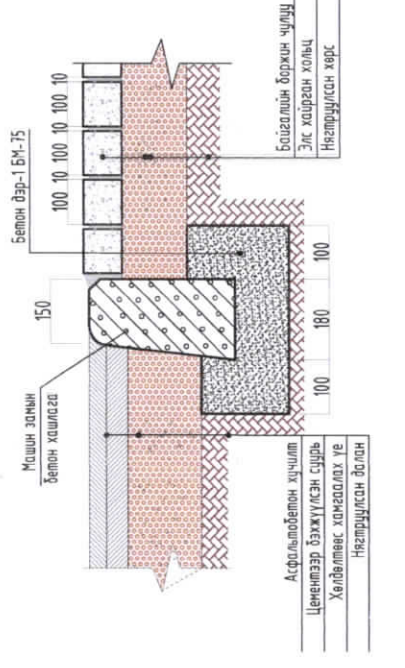 Машин замын
бетон хашлага
150
Бетон дэр-1 БМ-75
100 10 100 10 100 10
Байгалийн боржин чулуу
Элс хайрган хольц
Нягтруулсан хөрс
100 180 100
Асфальтобетон хучилт
Цементээр бэхжүүлсэн суурь
Хөлдөлтөөс хамгаалах үе
Нягтруулсан далан